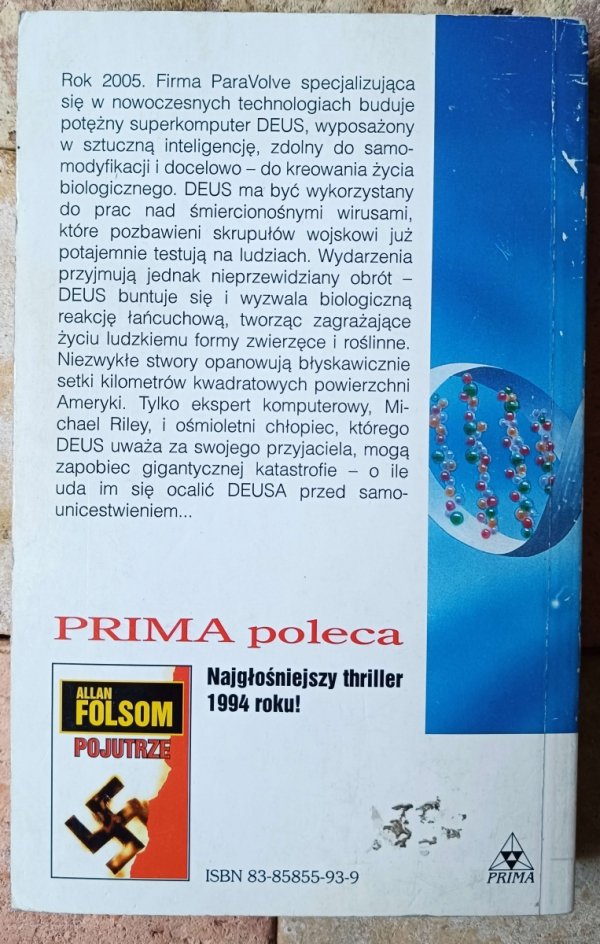 Rok 2005. Firma ParaVolve specjalizująca
się w nowoczesnych technologiach buduje
potężny superkomputer DEUS, wyposażony
w sztuczną inteligencję, zdolny do samo-
modyfikacji i docelowo – do kreowania życia
biologicznego. DEUS ma być wykorzystany
do prac nad śmiercionośnymi wirusami,
które pozbawieni skrupułów wojskowi już
potajemnie testują na ludziach. Wydarzenia
przyjmują jednak nieprzewidziany obrót –
DEUS buntuje się i wyzwala biologiczną
reakcję łańcuchową, tworząc zagrażające
życiu ludzkiemu formy zwierzęce i roślinne.
Niezwykłe stwory opanowują błyskawicznie
setki kilometrów kwadratowych powierzchni
Ameryki. Tylko ekspert komputerowy, Mi-
chael Riley, i ośmioletni chłopiec, którego
DEUS uważa za swojego przyjaciela, mogą
zapobiec gigantycznej katastrofie – o ile
uda im się ocalić DEUSA przed samo-
unicestwieniem...
PRIMA poleca
ALLAN
FOLSOM
POJUTRZE
Najgłośniejszy thriller
1994 roku!
ISBN 83-85855-93-9
PRIMA